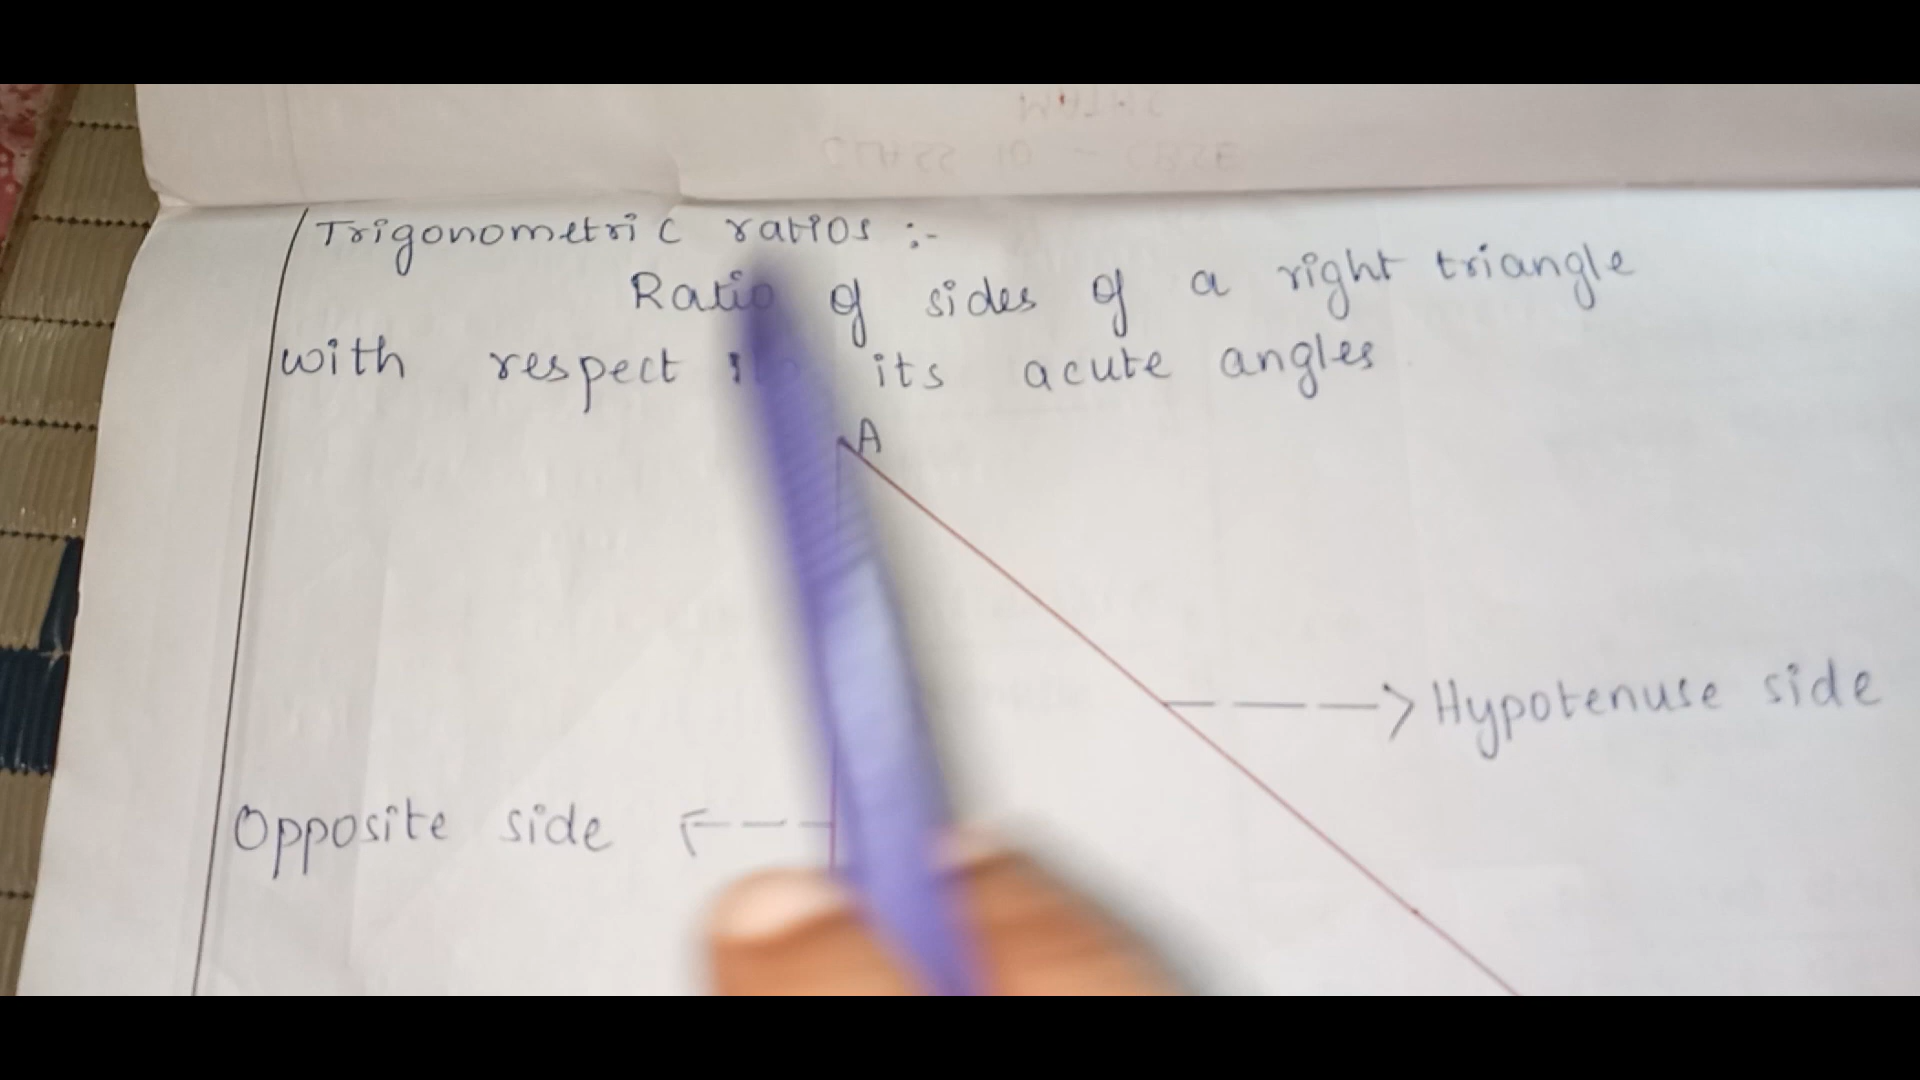 Trigonometric ratios :-
Ratio of sides of a right triangle
with respect its acute angles
A
Hypotenuse side
Opposite side